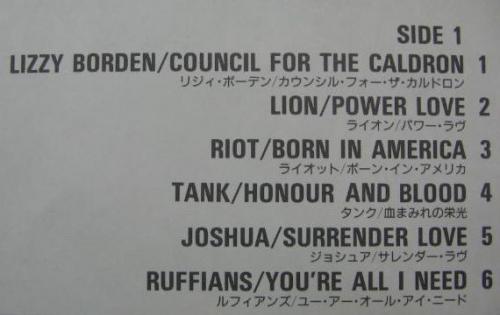 SIDE 1
LIZZY BORDEN/COUNCIL FOR THE CALDRON 1
リジィ・ボーデン/カウンシル・フォー・ザ・カルドロン
LION/POWER LOVE 2
ライオン/パワー・ラヴ
RIOT/BORN IN AMERICA 3
ライオット/ボーン・イン・アメリカ
TANK/HONOUR AND BLOOD 4
タンク/血まみれの栄光
JOSHUA/SURRENDER LOVE 5
ジョシュア/サレンダー・ラヴ
RUFFIANS/YOU'RE ALL I NEED 6
ルフィアンズ/ユー・アー・オール・アイ・ニード